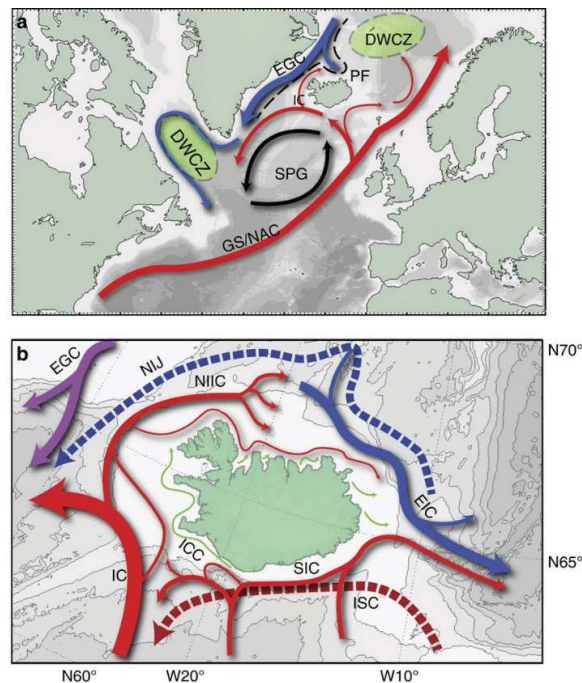 a
DWCZ
EGC
PF
IC
DWCZ
SPG
GS/NAC
b
N70°
EGC
NIJ
NIIC
EIC
ICC
N65°
IC
SIC
ISC
N60°
W20°
W10°